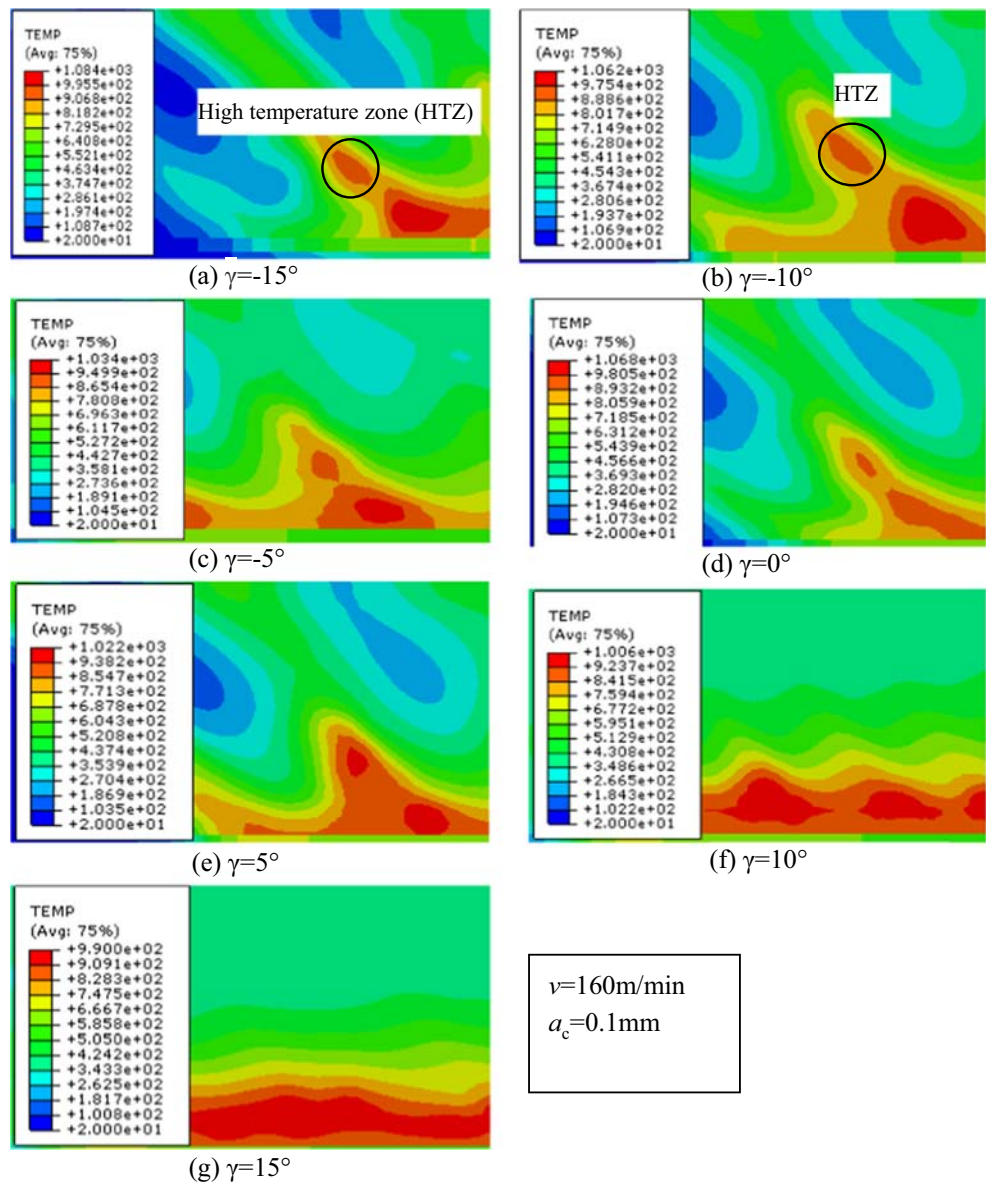 TEMP
(Avg: 75%)
+1.084e+03
+9.955e+02
+9.068e+02
+8.182e+02
+7.295e+02
+6.408e+02
+5.521e+02
+4.634e+02
+3.747e+02
+2.861e+02
+1.974e+02
+1.087e+02
+2.000e+01
High temperature zone (HTZ)
(a) γ=-15°
TEMP
(Avg: 75%)
+1.062e+03
+9.754e+02
+8.886e+02
+8.017e+02
+7.149e+02
+6.280e+02
+5.411e+02
+4.543e+02
+3.674e+02
+2.806e+02
+1.937e+02
+1.069e+02
+2.000e+01
HTZ
(b) γ=-10°
TEMP
(Avg: 75%)
+1.034e+03
+9.499e+02
+8.654e+02
+7.808e+02
+6.963e+02
+6.117e+02
+5.272e+02
+4.427e+02
+3.581e+02
+2.736e+02
+1.891e+02
+1.045e+02
+2.000e+01
(c) γ=-5°
TEMP
(Avg: 75%)
+1.068e+03
+9.805e+02
+8.932e+02
+8.059e+02
+7.185e+02
+6.312e+02
+5.439e+02
+4.566e+02
+3.693e+02
+2.820e+02
+1.946e+02
+1.073e+02
+2.000e+01
(d) γ=0°
TEMP
(Avg: 75%)
+1.022e+03
+9.382e+02
+8.547e+02
+7.713e+02
+6.878e+02
+6.043e+02
+5.208e+02
+4.374e+02
+3.539e+02
+2.704e+02
+1.869e+02
+1.035e+02
+2.000e+01
(e) γ=5°
TEMP
(Avg: 75%)
+1.006e+03
+9.237e+02
+8.415e+02
+7.594e+02
+6.772e+02
+5.951e+02
+5.129e+02
+4.308e+02
+3.486e+02
+2.665e+02
+1.843e+02
+1.022e+02
+2.000e+01
(f) γ=10°
TEMP
(Avg: 75%)
+9.900e+02
+9.091e+02
+8.283e+02
+7.475e+02
+6.667e+02
+5.858e+02
+5.050e+02
+4.242e+02
+3.433e+02
+2.625e+02
+1.817e+02
+1.008e+02
+2.000e+01
(g) γ=15°
v=160m/min
a_c=0.1mm